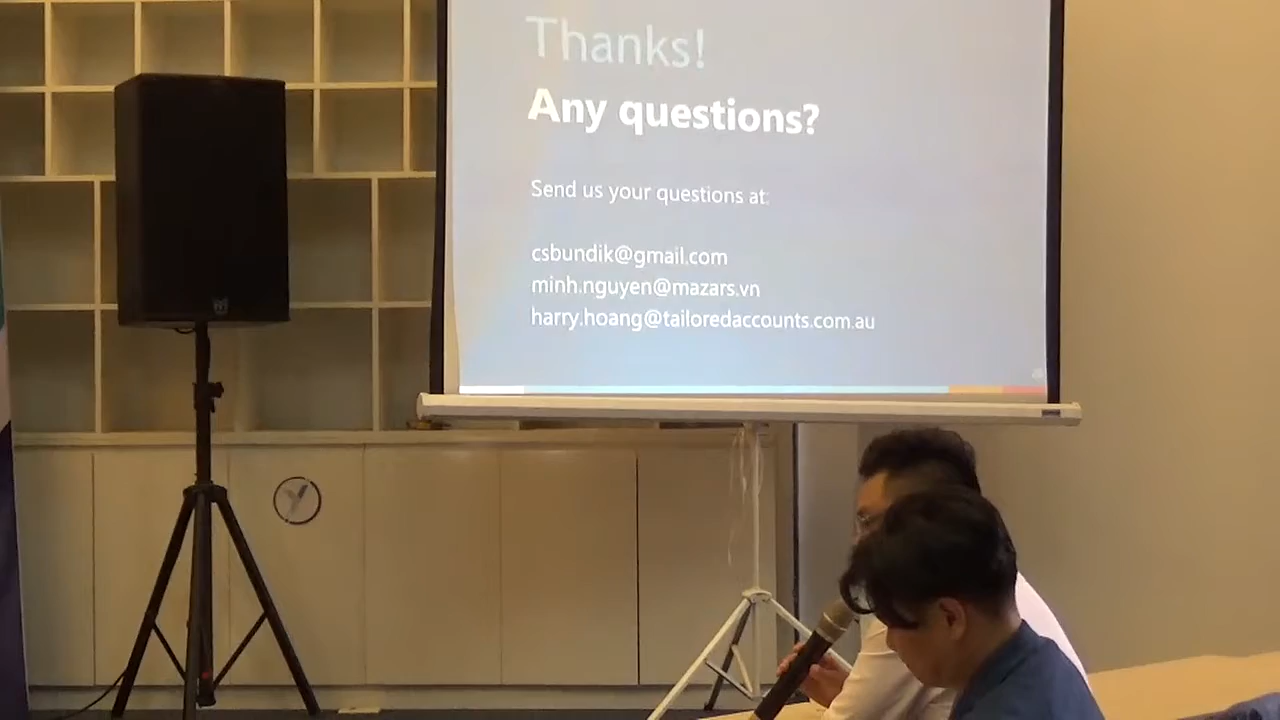 Thanks!
Any questions?
Send us your questions at:
csbundik@gmail.com
minh.nguyen@mazars.vn
harry.hoang@tailoredaccounts.com.au